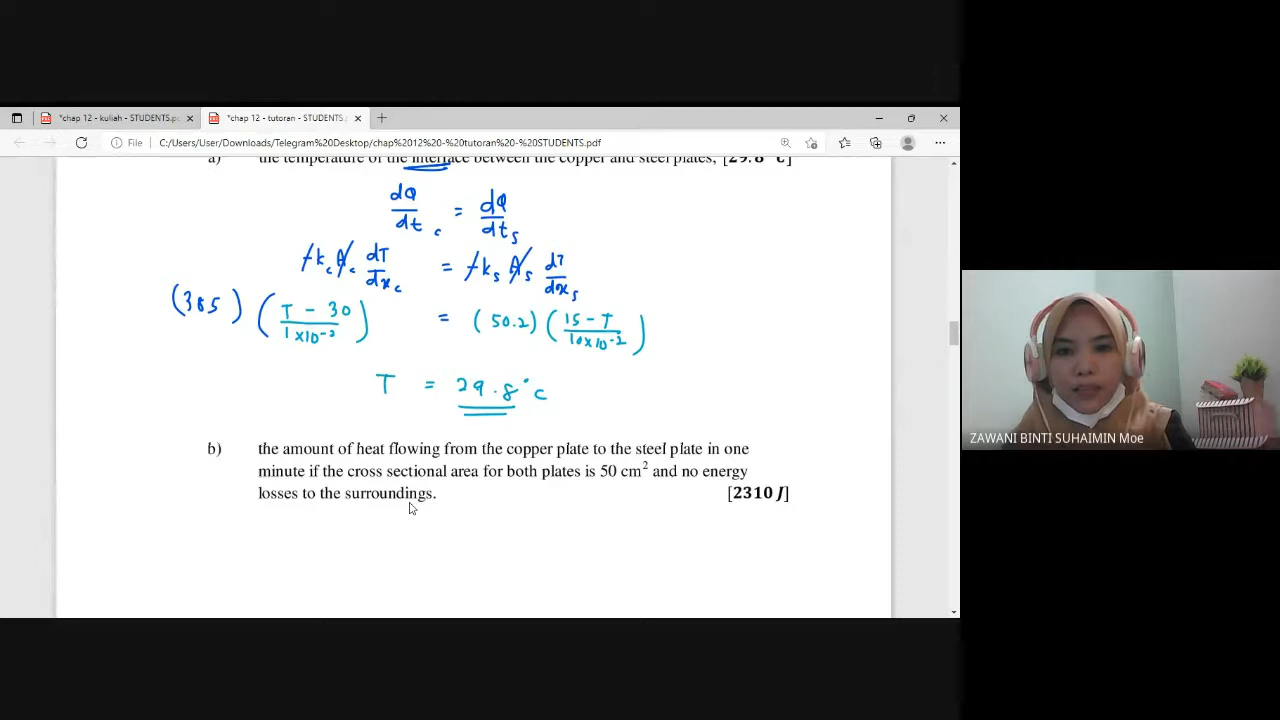 *chap 12 - kuliah - STUDENTS.p
*chap 12 - tutoran - STUDENTS.p
File | C:/Users/User/Downloads/Telegram%20Desktop/chap%2012%20-%20tutoran%20-%20STUDENTS.pdf
a) the temperature of the interface between the copper and steel plates, [29.8 °C]
dQ/dt c = dQ/dt s
-kc Ac dT/dx c = -ks As dT/dx s
(385) (T - 30 / 1x10⁻²) = (50.2) (15 - T / 10x10⁻²)
T = 29.8°c
b) the amount of heat flowing from the copper plate to the steel plate in one
minute if the cross sectional area for both plates is 50 cm² and no energy
losses to the surroundings. [2310 J]
ZAWANI BINTI SUHAIMIN Moe